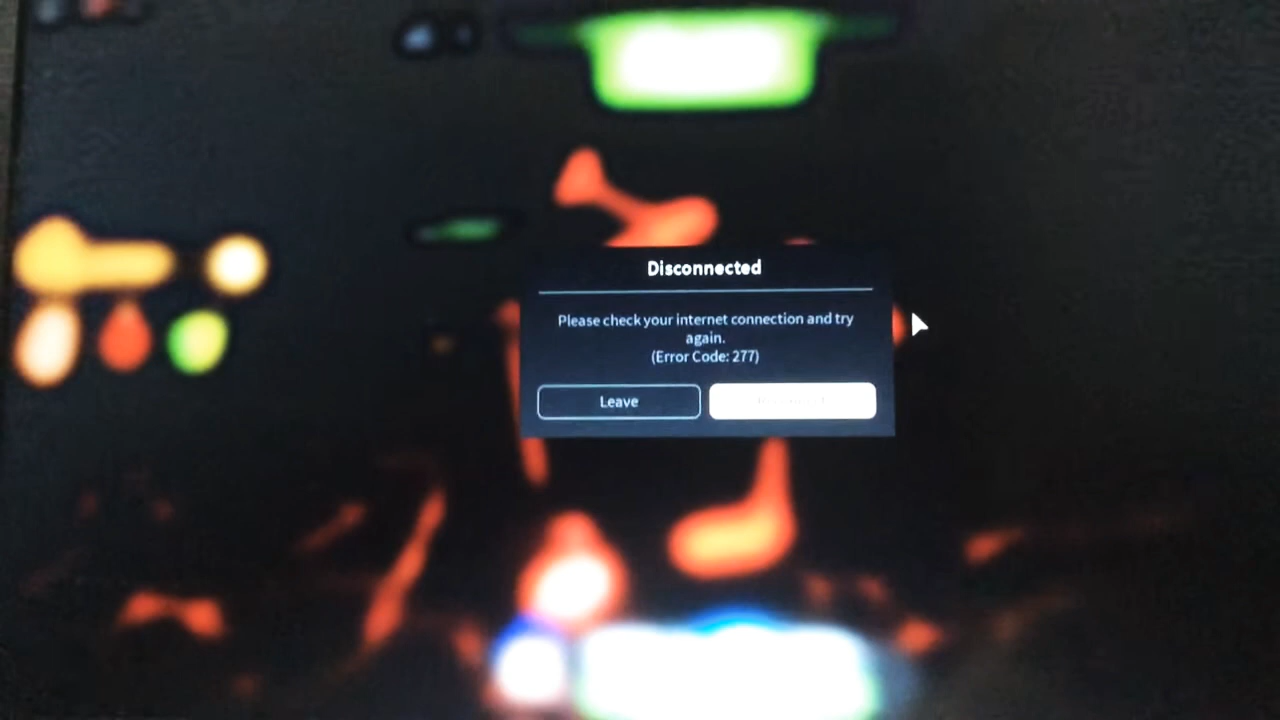 Disconnected
Please check your internet connection and try
again.
(Error Code: 277)
Leave